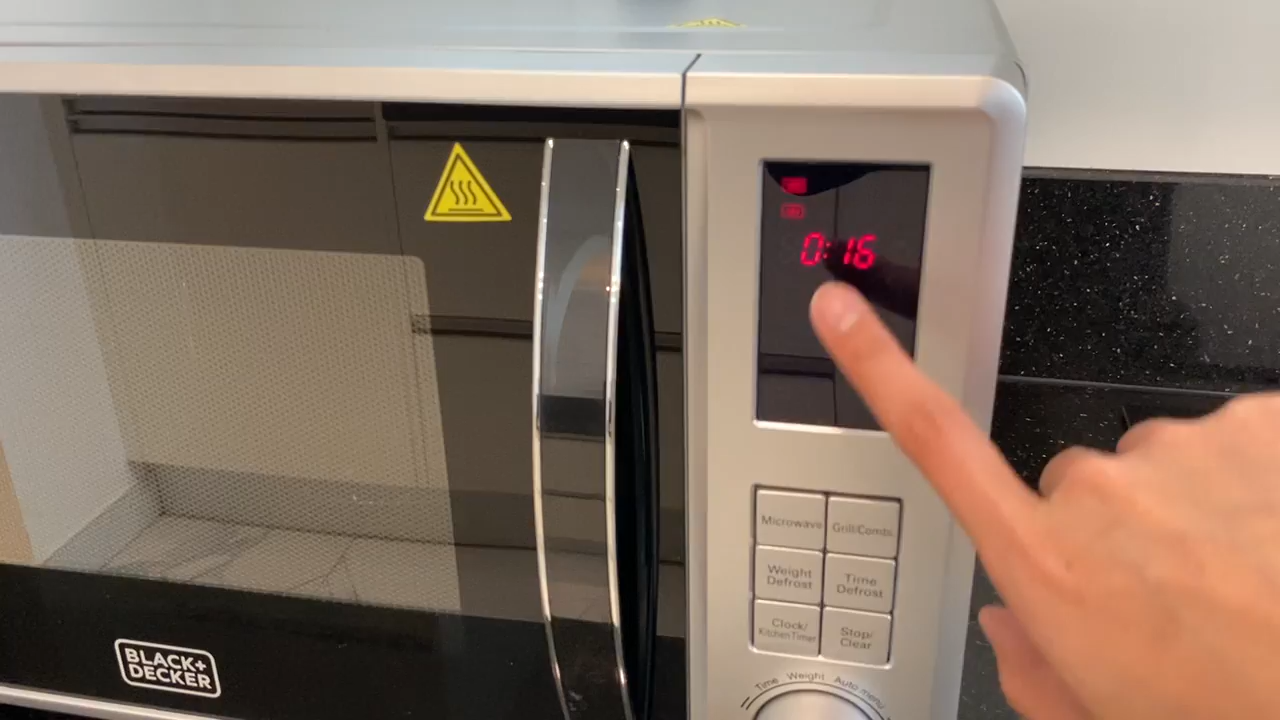 0:16
Microwave
Grill/Combi.
Weight
Defrost
Time
Defrost
Clock/
Kitchen Timer
Stop/
Clear
Time Weight Auto menu
BLACK+
DECKER